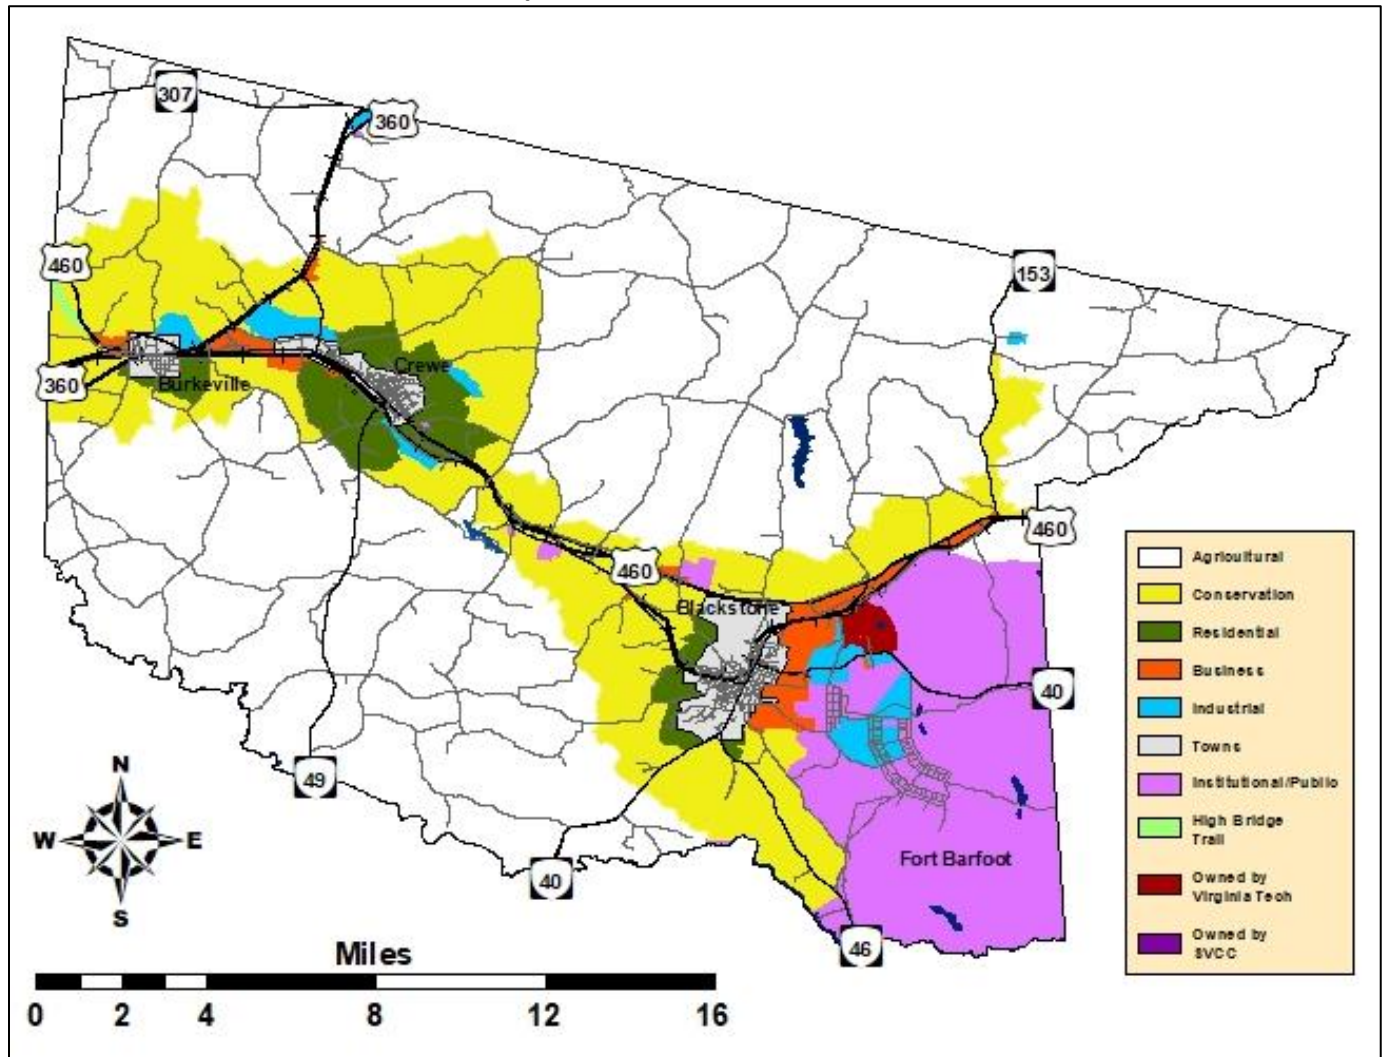 307
360
460
153
Crewe
360
Burkeville
460
460
Blackstone
40
49
Fort Barfoot
40
46
N
W
E
S
Miles
0 2 4 8 12 16
Agricultural
Conservation
Residential
Business
Industrial
Towns
Institutional/Public
High Bridge
Trail
Owned by
Virginia Tech
Owned by
SVCC